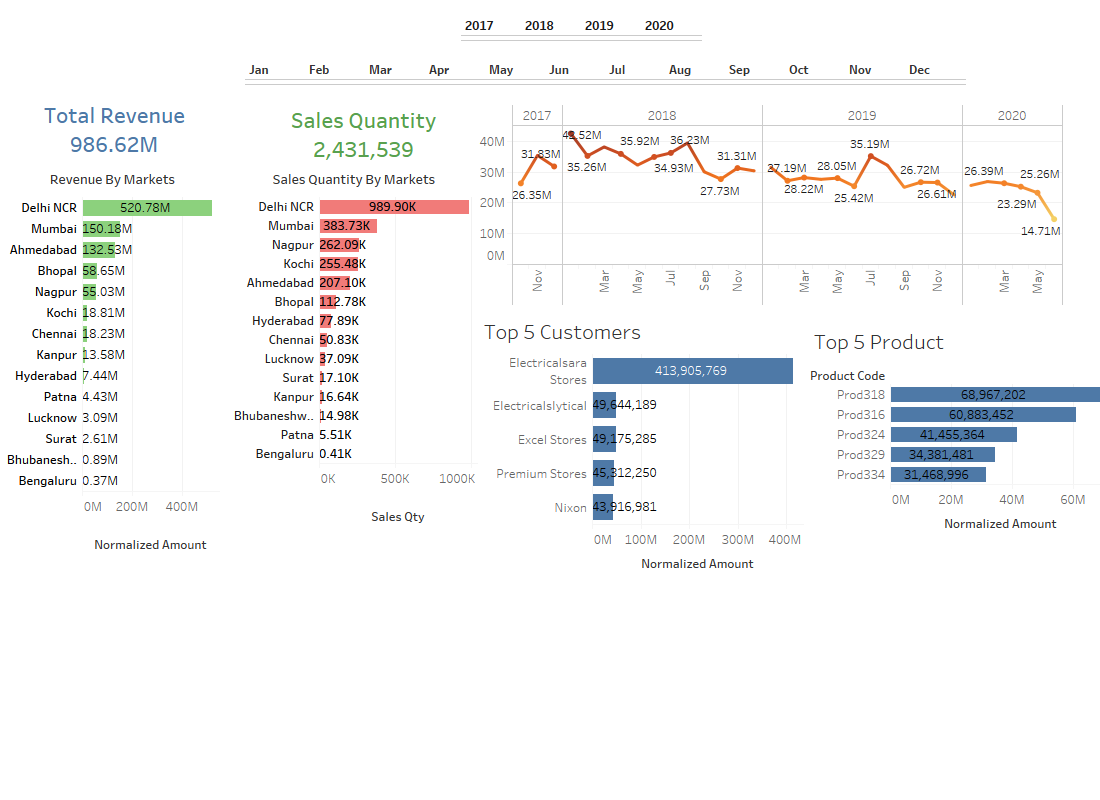 2017 2018 2019 2020
Jan Feb Mar Apr May Jun Jul Aug Sep Oct Nov Dec
Total Revenue
986.62M
Revenue By Markets
Delhi NCR 520.78M
Mumbai 150.18M
Ahmedabad 132.53M
Bhopal 58.65M
Nagpur 55.03M
Kochi 18.81M
Chennai 18.23M
Kanpur 13.58M
Hyderabad 7.44M
Patna 4.43M
Lucknow 3.09M
Surat 2.61M
Bhubanesh.. 0.89M
Bengaluru 0.37M
0M 200M 400M
Normalized Amount
Sales Quantity
2,431,539
Sales Quantity By Markets
Delhi NCR 989.90K
Mumbai 383.73K
Nagpur 262.09K
Kochi 255.48K
Ahmedabad 207.10K
Bhopal 112.78K
Hyderabad 77.89K
Chennai 50.83K
Lucknow 37.09K
Surat 17.10K
Kanpur 16.64K
Bhubaneshw.. 14.98K
Patna 5.51K
Bengaluru 0.41K
0K 500K 1000K
Sales Qty
2017 2018 2019 2020
40M
30M
20M
10M
0M
26.35M 31.83M 42.52M 35.26M 35.92M 34.93M 36.23M 27.73M 31.31M
27.19M 28.22M 28.05M 25.42M 35.19M 26.72M 26.61M
26.39M 23.29M 25.26M 14.71M
Nov Mar May Jul Sep Nov Mar May Jul Sep Nov Mar May
Top 5 Customers
Electricalsara
Stores 413,905,769
Electricalslytical 49,644,189
Excel Stores 49,175,285
Premium Stores 45,312,250
Nixon 43,916,981
0M 100M 200M 300M 400M
Normalized Amount
Top 5 Product
Product Code
Prod318 68,967,202
Prod316 60,883,452
Prod324 41,455,364
Prod329 34,381,481
Prod334 31,468,996
0M 20M 40M 60M
Normalized Amount